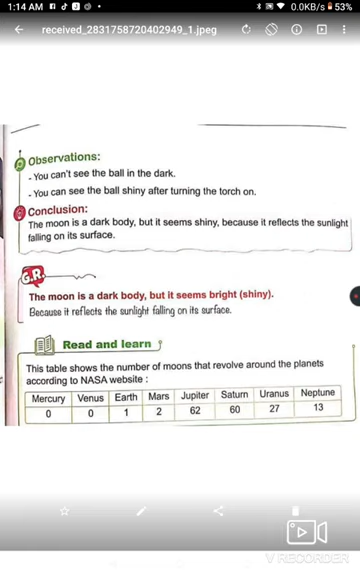 1:14 AM 0.0KB/s 53%
received_2831758720402949_1.jpeg
Observations:
- You can't see the ball in the dark.
- You can see the ball shiny after turning the torch on.
Conclusion:
The moon is a dark body, but it seems shiny, because it reflects the sunlight
falling on its surface.
G.R.
The moon is a dark body, but it seems bright (shiny).
Because it reflects the sunlight falling on its surface.
Read and learn
This table shows the number of moons that revolve around the planets
according to NASA website :
Mercury Venus Earth Mars Jupiter Saturn Uranus Neptune
0 0 1 2 62 60 27 13
V RECORDER